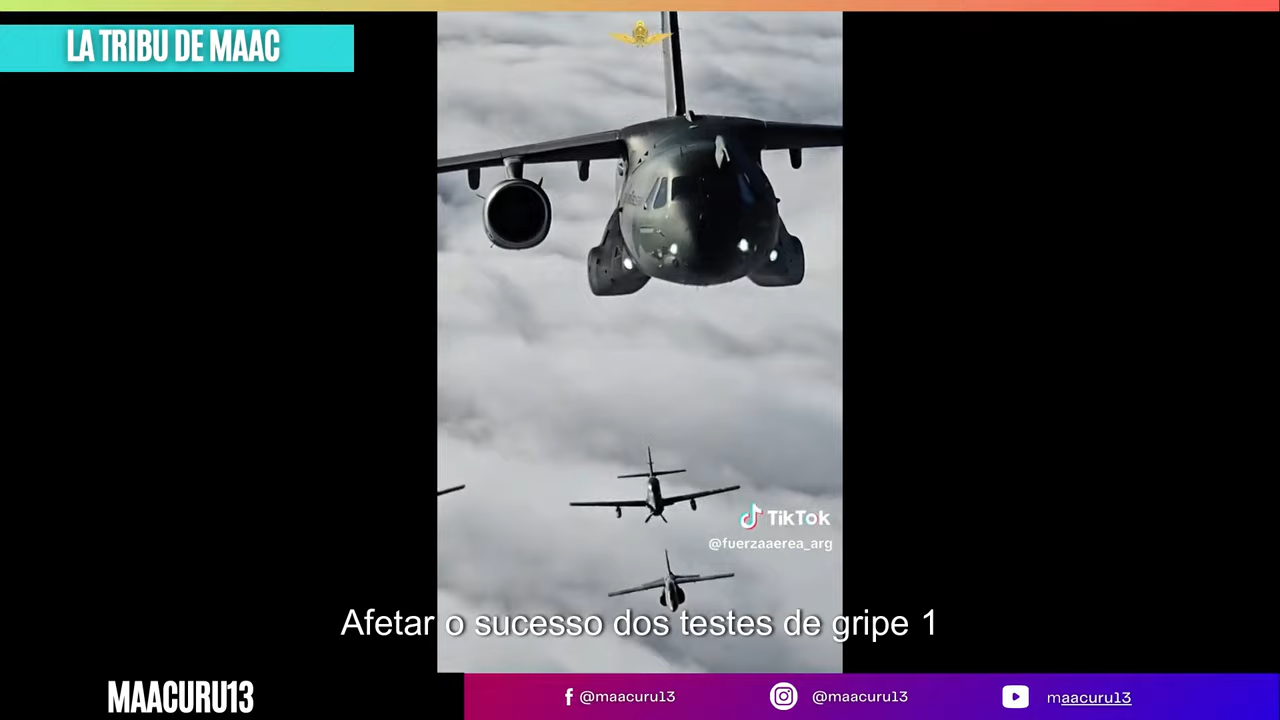 LA TRIBU DE MAAC
TikTok
@fuerzaaerea_arg
Afetar o sucesso dos testes de gripe 1
MAACURU13
@maacuru13
@maacuru13
maacuru13